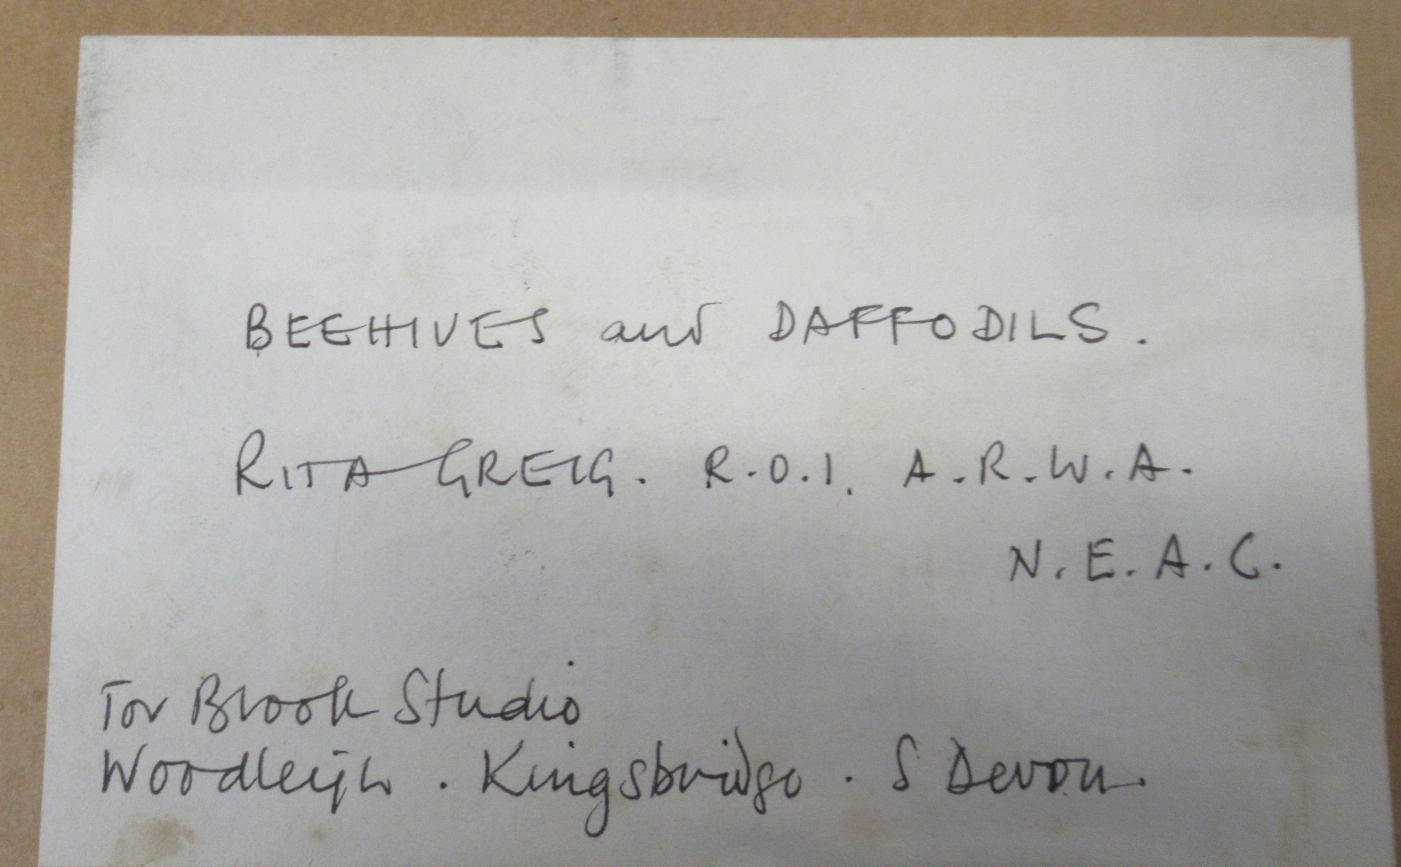 BEEHIVES and DAFFODILS.
RITA GREIG. R.O.I. A.R.W.A.
N.E.A.C.
Tor Brook Studio
Woodleigh . Kingsbridge . S Devon.